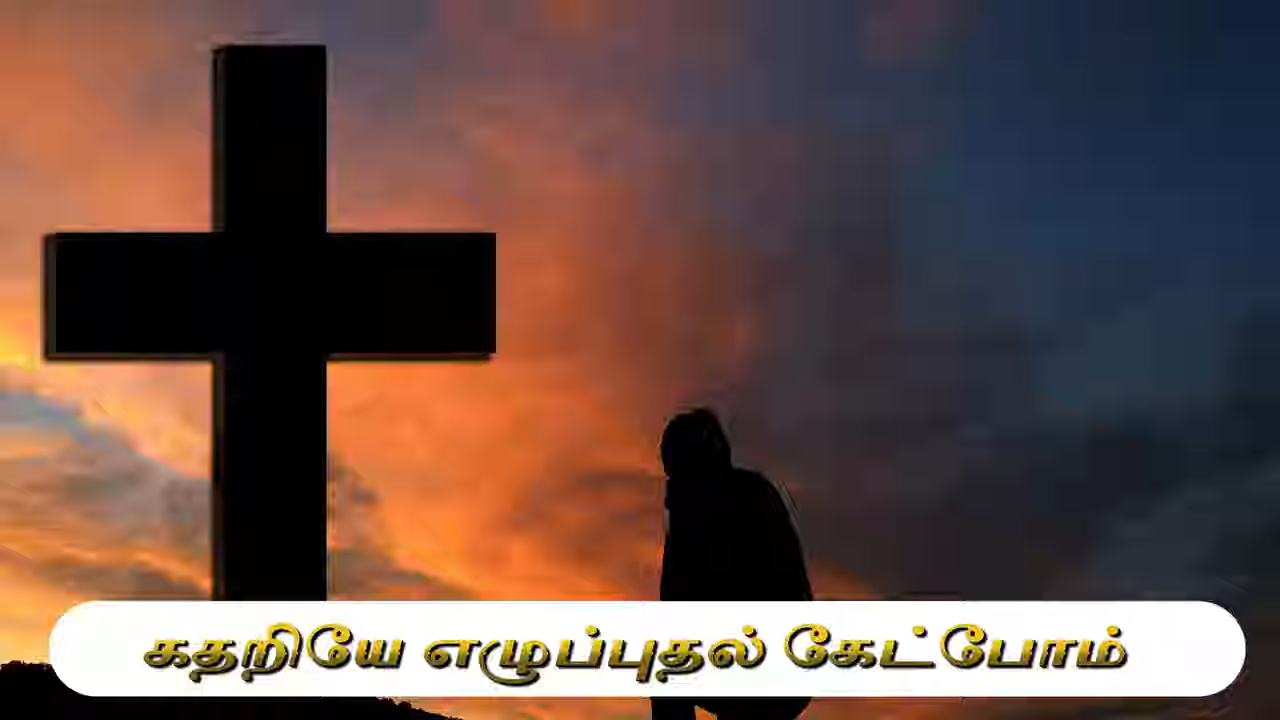 கதறியே எழுப்புதல் கேட்போம்